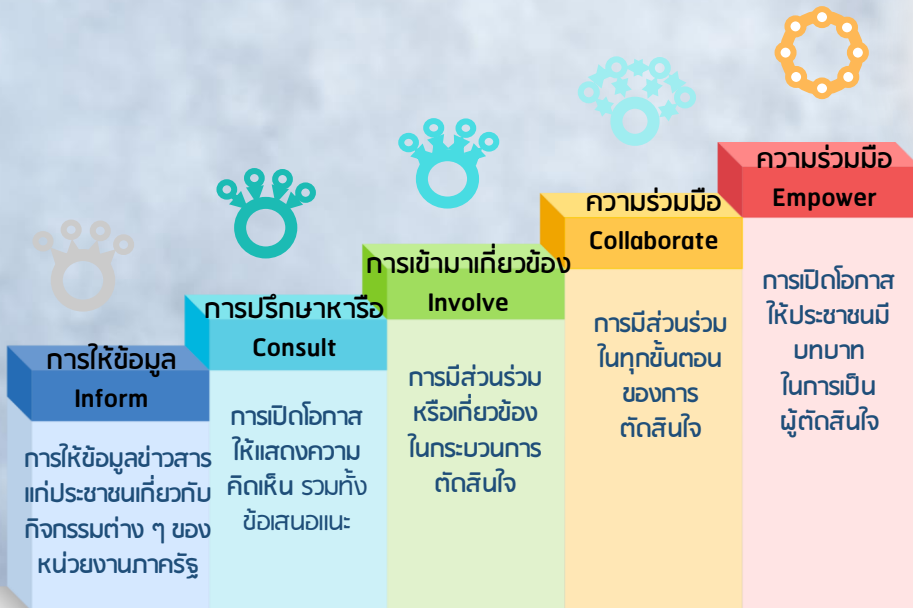 การให้ข้อมูล
Inform
การให้ข้อมูลข่าวสาร
แก่ประชาชนเกี่ยวกับ
กิจกรรมต่าง ๆ ของ
หน่วยงานภาครัฐ
การปรึกษาหารือ
Consult
การเปิดโอกาส
ให้แสดงความ
คิดเห็น รวมทั้ง
ข้อเสนอแนะ
การเข้ามาเกี่ยวข้อง
Involve
การมีส่วนร่วม
หรือเกี่ยวข้อง
ในกระบวนการ
ตัดสินใจ
ความร่วมมือ
Collaborate
การมีส่วนร่วม
ในทุกขั้นตอน
ของการ
ตัดสินใจ
ความร่วมมือ
Empower
การเปิดโอกาส
ให้ประชาชนมี
บทบาท
ในการเป็น
ผู้ตัดสินใจ